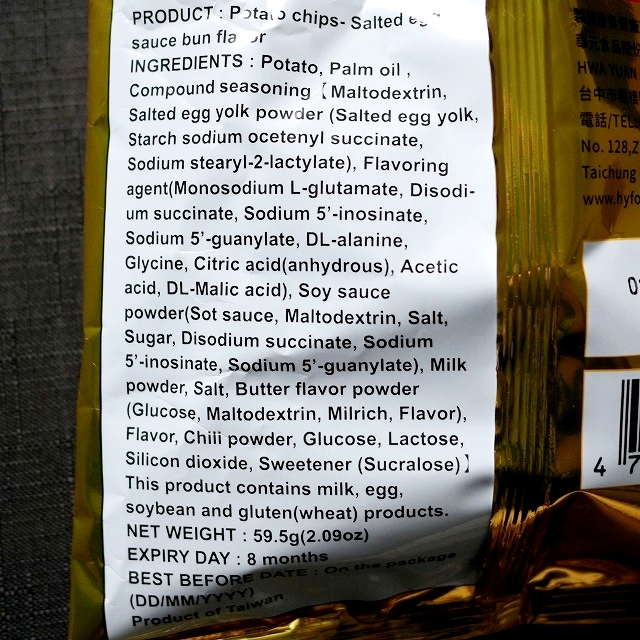 PRODUCT : Potato chips- Salted egg
sauce bun flavor
INGREDIENTS : Potato, Palm oil ,
Compound seasoning【Maltodextrin,
Salted egg yolk powder (Salted egg yolk,
Starch sodium ocetenyl succinate,
Sodium stearyl-2-lactylate), Flavoring
agent(Monosodium L-glutamate, Disodi-
um succinate, Sodium 5'-inosinate,
Sodium 5'-guanylate, DL-alanine,
Glycine, Citric acid(anhydrous), Acetic
acid, DL-Malic acid), Soy sauce
powder(Sot sauce, Maltodextrin, Salt,
Sugar, Disodium succinate, Sodium
5'-inosinate, Sodium 5'-guanylate), Milk
powder, Salt, Butter flavor powder
(Glucose, Maltodextrin, Milrich, Flavor),
Flavor, Chili powder, Glucose, Lactose,
Silicon dioxide, Sweetener (Sucralose)】
This product contains milk, egg,
soybean and gluten(wheat) products.
NET WEIGHT : 59.5g(2.09oz)
EXPIRY DAY : 8 months
BEST BEFORE DATE : On the package
(DD/MM/YYYY)
Product of Taiwan
HWA YUAN
台中市
電話/TEL
No. 128,
Taichung
www.hyfo
4 7